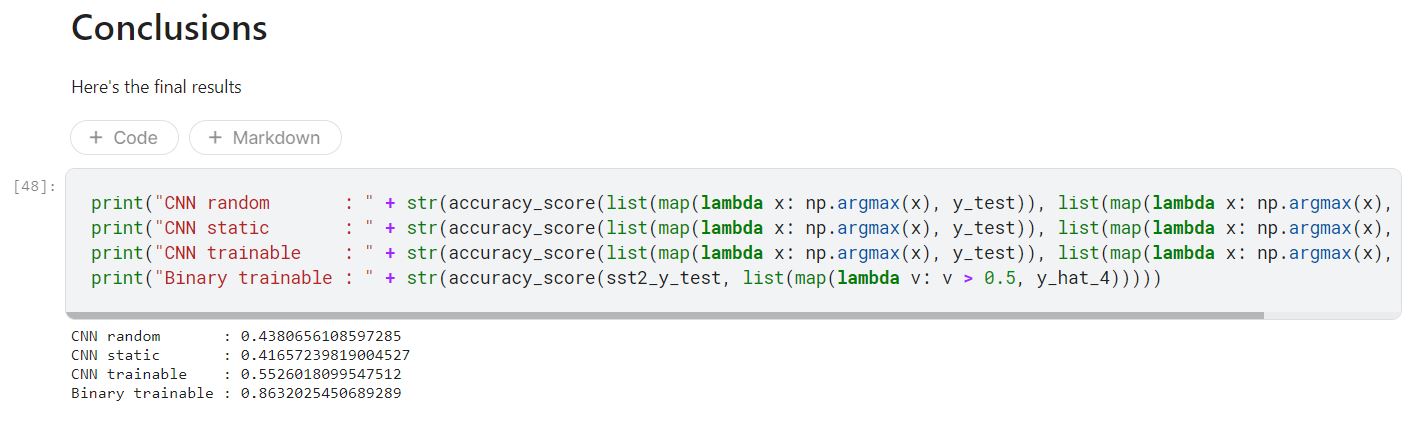 Conclusions
Here's the final results
+ Code + Markdown
[48]:
print("CNN random       : " + str(accuracy_score(list(map(lambda x: np.argmax(x), y_test)), list(map(lambda x: np.argmax(x),
print("CNN static       : " + str(accuracy_score(list(map(lambda x: np.argmax(x), y_test)), list(map(lambda x: np.argmax(x),
print("CNN trainable    : " + str(accuracy_score(list(map(lambda x: np.argmax(x), y_test)), list(map(lambda x: np.argmax(x),
print("Binary trainable : " + str(accuracy_score(sst2_y_test, list(map(lambda v: v > 0.5, y_hat_4)))))
CNN random       : 0.4380656108597285
CNN static       : 0.41657239819004527
CNN trainable    : 0.5526018099547512
Binary trainable : 0.8632025450689289